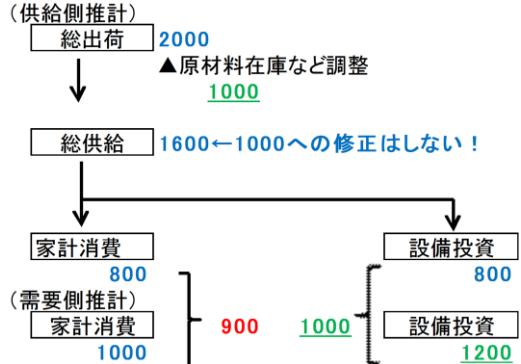 （供給側推計）
総出荷 2000
▲原材料在庫など調整
1000
総供給 1600←1000への修正はしない！
家計消費 設備投資
800 800
（需要側推計）
家計消費 900 1000 設備投資
1000 1200